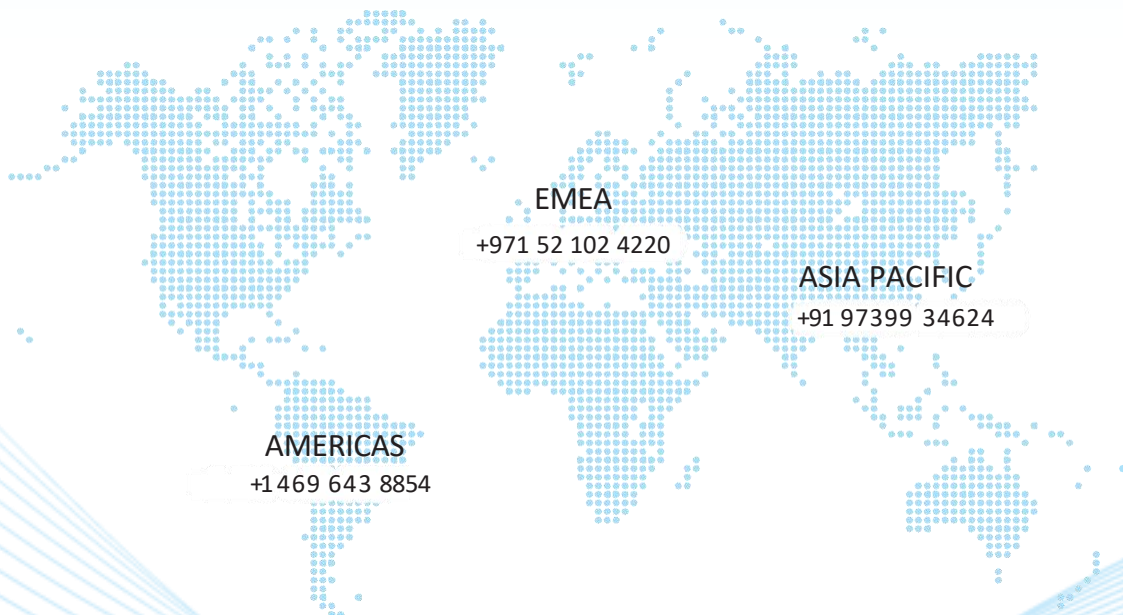 EMEA
+971 52 102 4220
ASIA PACIFIC
+91 97399 34624
AMERICAS
+1 469 643 8854